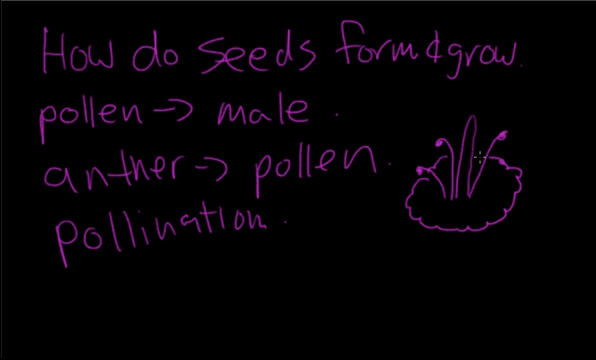 How do seeds form & grow.
pollen -> male.
anther -> pollen.
pollination.